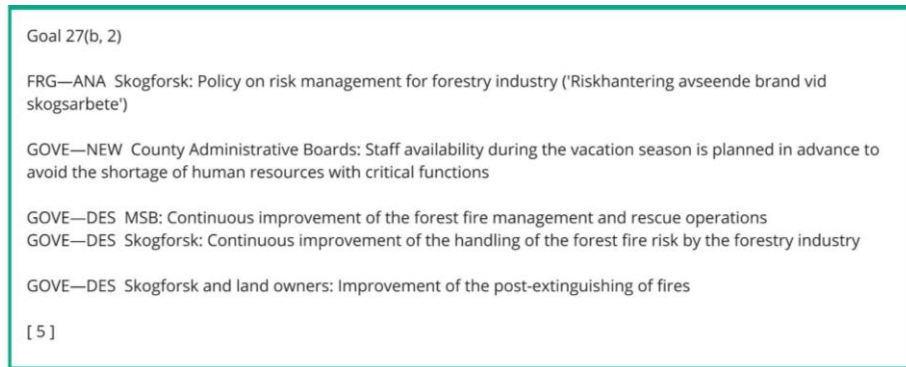 Goal 27(b, 2)
FRG—ANA Skogforsk: Policy on risk management for forestry industry ('Riskhantering avseende brand vid
skogsarbete')
GOVE—NEW County Administrative Boards: Staff availability during the vacation season is planned in advance to
avoid the shortage of human resources with critical functions
GOVE—DES MSB: Continuous improvement of the forest fire management and rescue operations
GOVE—DES Skogforsk: Continuous improvement of the handling of the forest fire risk by the forestry industry
GOVE—DES Skogforsk and land owners: Improvement of the post-extinguishing of fires
[ 5 ]